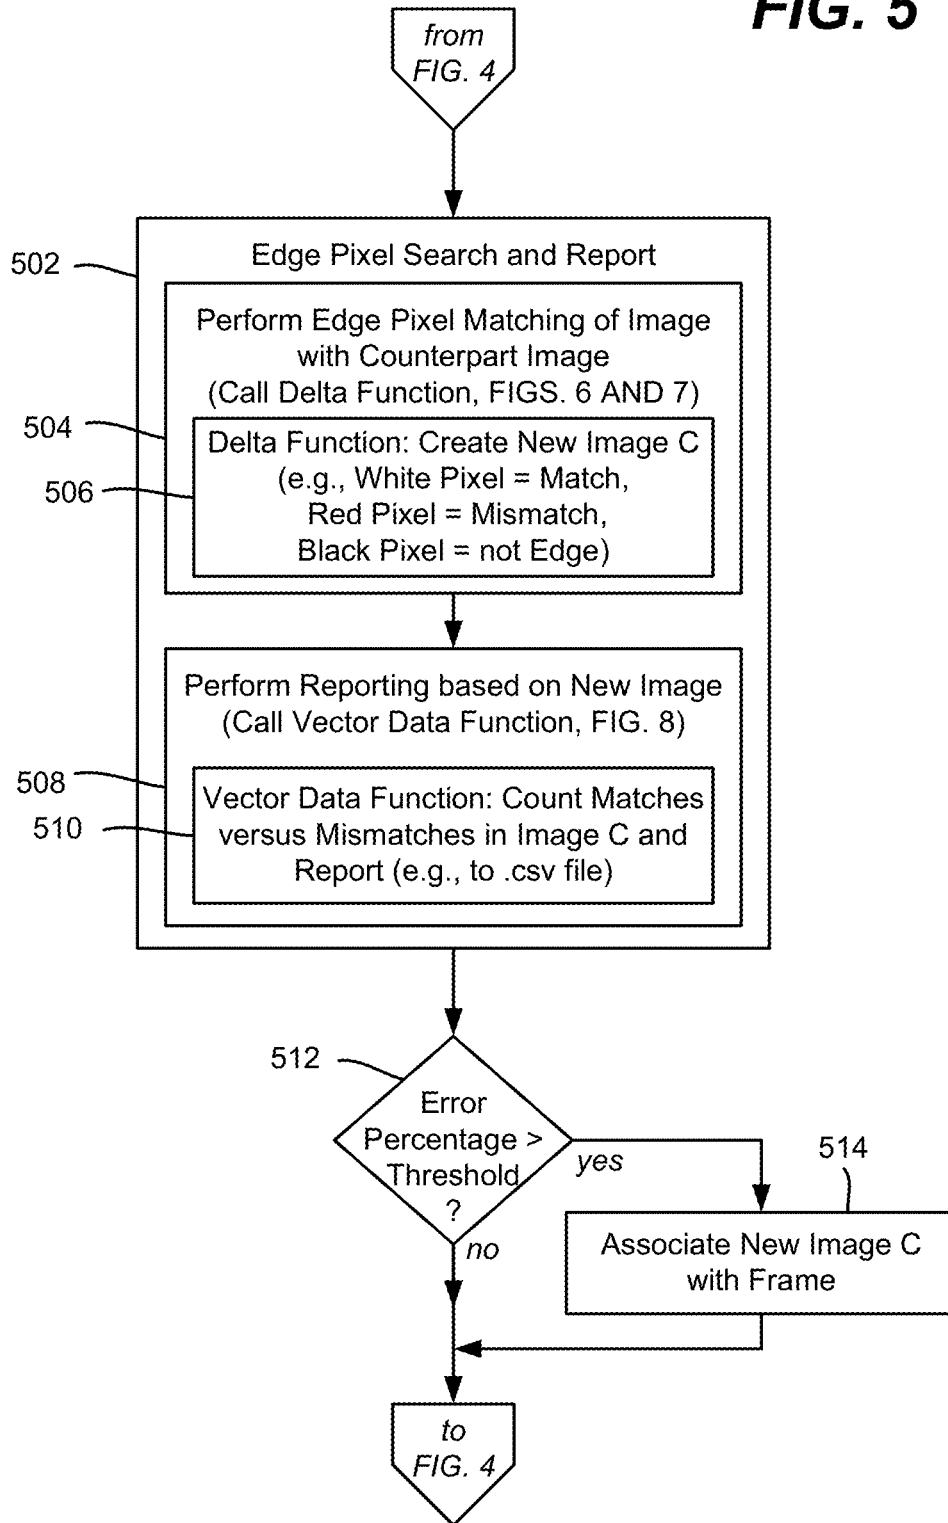 FIG. 5
from
FIG. 4
502
Edge Pixel Search and Report
Perform Edge Pixel Matching of Image
with Counterpart Image
(Call Delta Function, FIGS. 6 AND 7)
504
Delta Function: Create New Image C
506
(e.g., White Pixel = Match,
Red Pixel = Mismatch,
Black Pixel = not Edge)
Perform Reporting based on New Image
(Call Vector Data Function, FIG. 8)
508
Vector Data Function: Count Matches
510
versus Mismatches in Image C and
Report (e.g., to .csv file)
512
Error
Percentage >
Threshold
?
yes
no
514
Associate New Image C
with Frame
to
FIG. 4